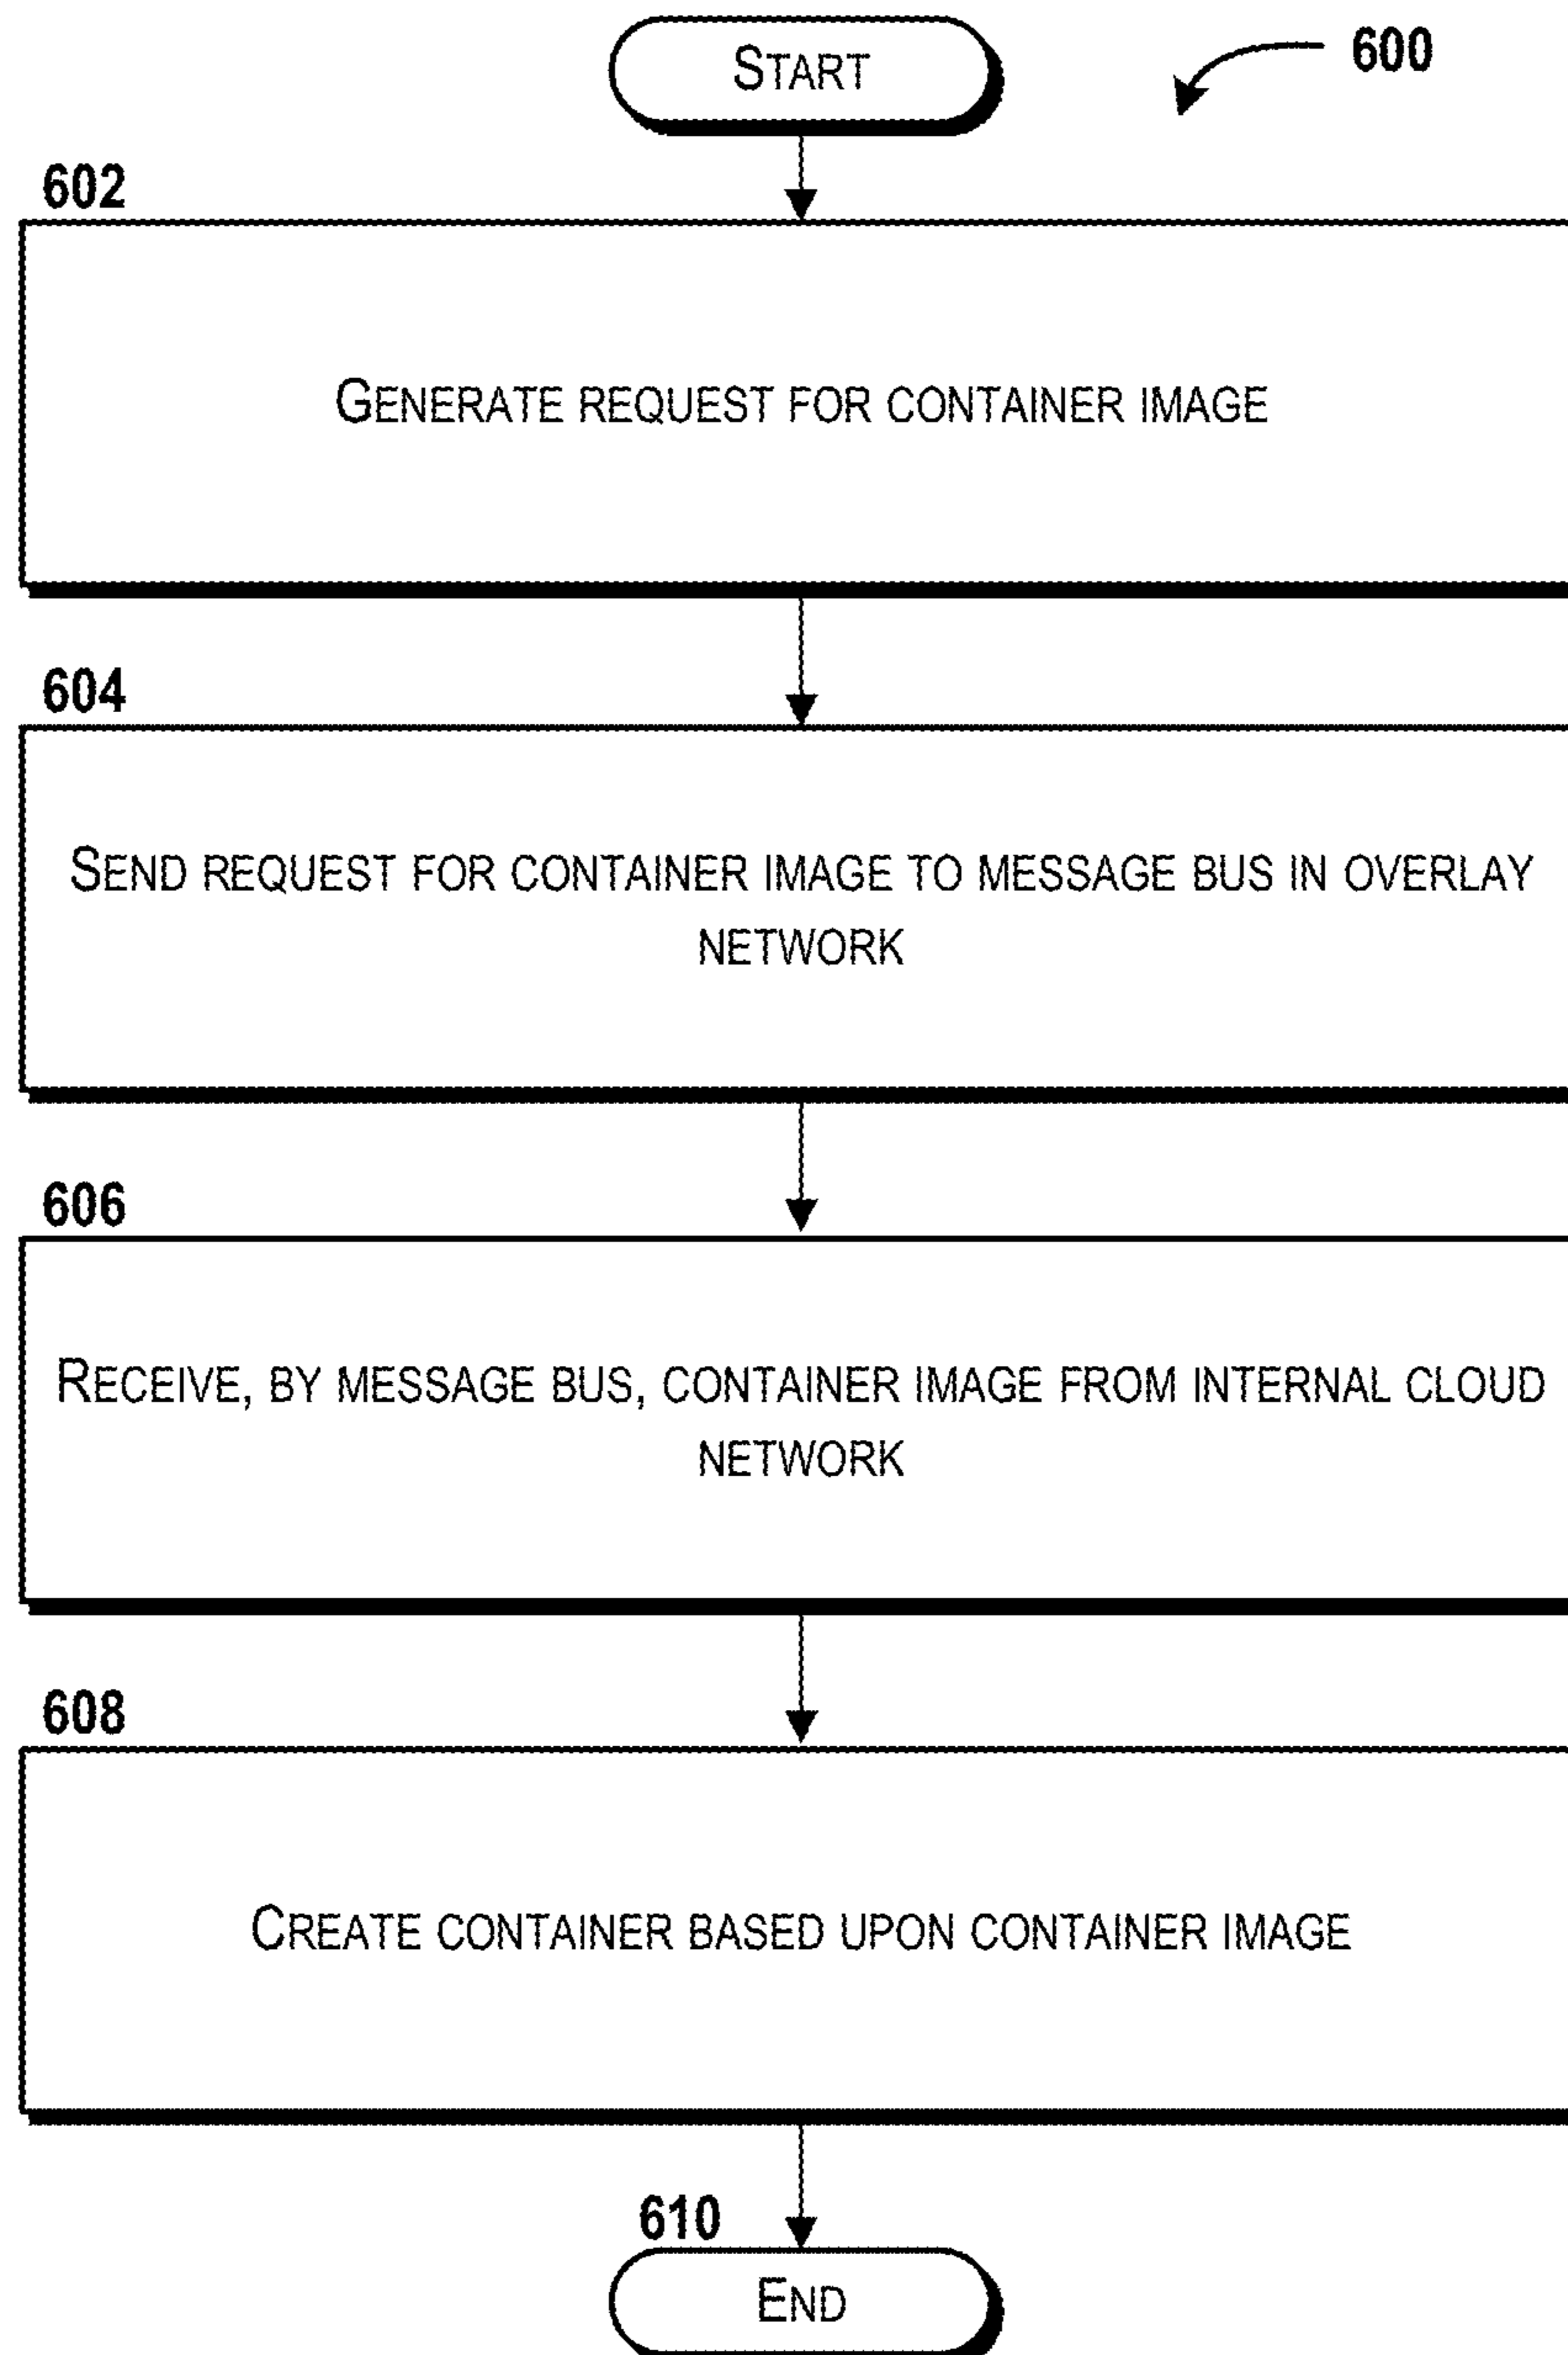 START
600
602
GENERATE REQUEST FOR CONTAINER IMAGE
604
SEND REQUEST FOR CONTAINER IMAGE TO MESSAGE BUS IN OVERLAY
NETWORK
606
RECEIVE, BY MESSAGE BUS, CONTAINER IMAGE FROM INTERNAL CLOUD
NETWORK
608
CREATE CONTAINER BASED UPON CONTAINER IMAGE
610
END